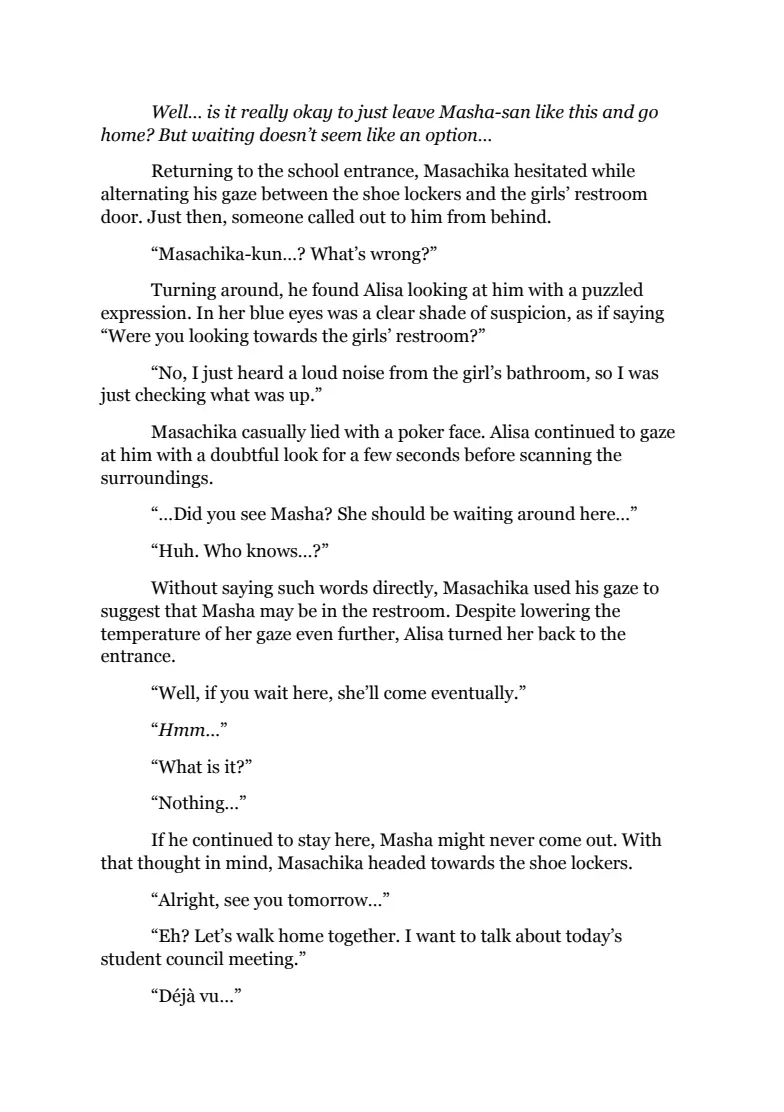 Well… is it really okay to just leave Masha-san like this and go
home? But waiting doesn’t seem like an option…
Returning to the school entrance, Masachika hesitated while
alternating his gaze between the shoe lockers and the girls’ restroom
door. Just then, someone called out to him from behind.
“Masachika-kun…? What’s wrong?”
Turning around, he found Alisa looking at him with a puzzled
expression. In her blue eyes was a clear shade of suspicion, as if saying
“Were you looking towards the girls’ restroom?”
“No, I just heard a loud noise from the girl’s bathroom, so I was
just checking what was up.”
Masachika casually lied with a poker face. Alisa continued to gaze
at him with a doubtful look for a few seconds before scanning the
surroundings.
“…Did you see Masha? She should be waiting around here…”
“Huh. Who knows…?”
Without saying such words directly, Masachika used his gaze to
suggest that Masha may be in the restroom. Despite lowering the
temperature of her gaze even further, Alisa turned her back to the
entrance.
“Well, if you wait here, she’ll come eventually.”
“Hmm…”
“What is it?”
“Nothing…”
If he continued to stay here, Masha might never come out. With
that thought in mind, Masachika headed towards the shoe lockers.
“Alright, see you tomorrow…”
“Eh? Let’s walk home together. I want to talk about today’s
student council meeting.”
“Déjà vu…”